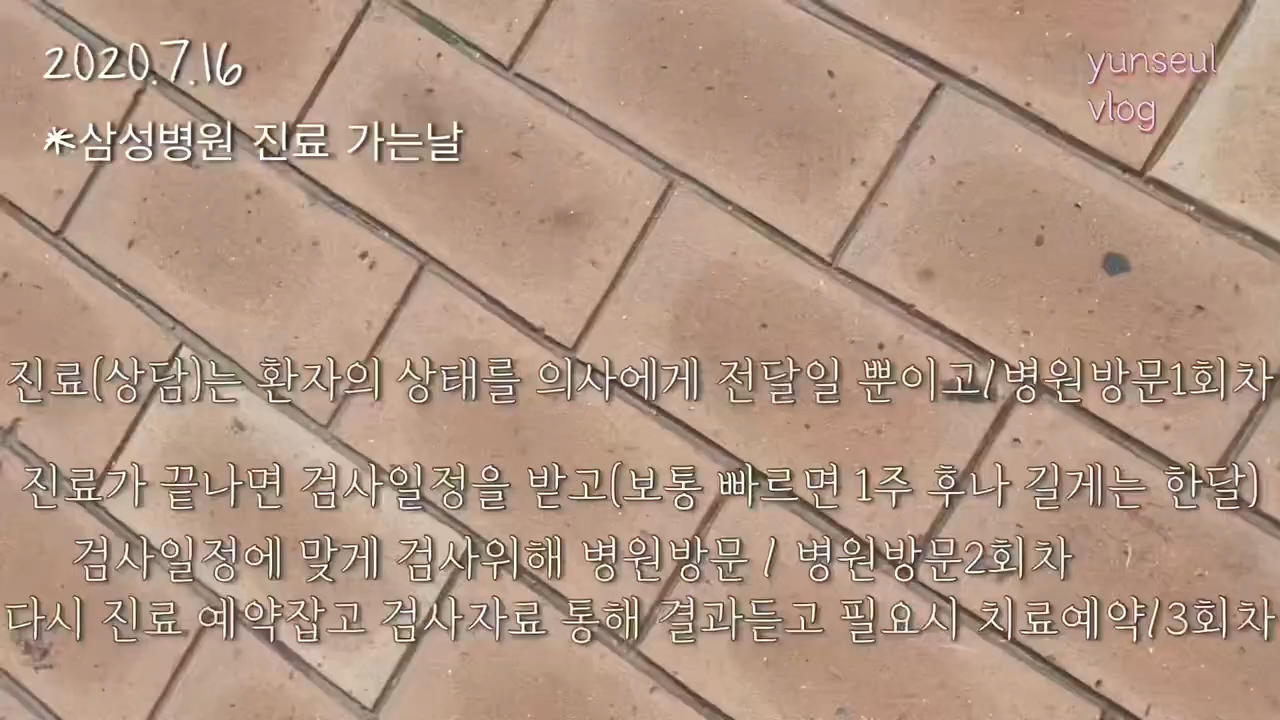 2020.7.16
yunseul
vlog
*삼성병원 진료 가는날
진료(상담)는 환자의 상태를 의사에게 전달일 뿐이고/병원방문1회차
진료가 끝나면 검사일정을 받고(보통 빠르면 1주 후나 길게는 한달)
검사일정에 맞게 검사위해 병원방문 / 병원방문2회차
다시 진료 예약잡고 검사자료 통해 결과듣고 필요시 치료예약/3회차